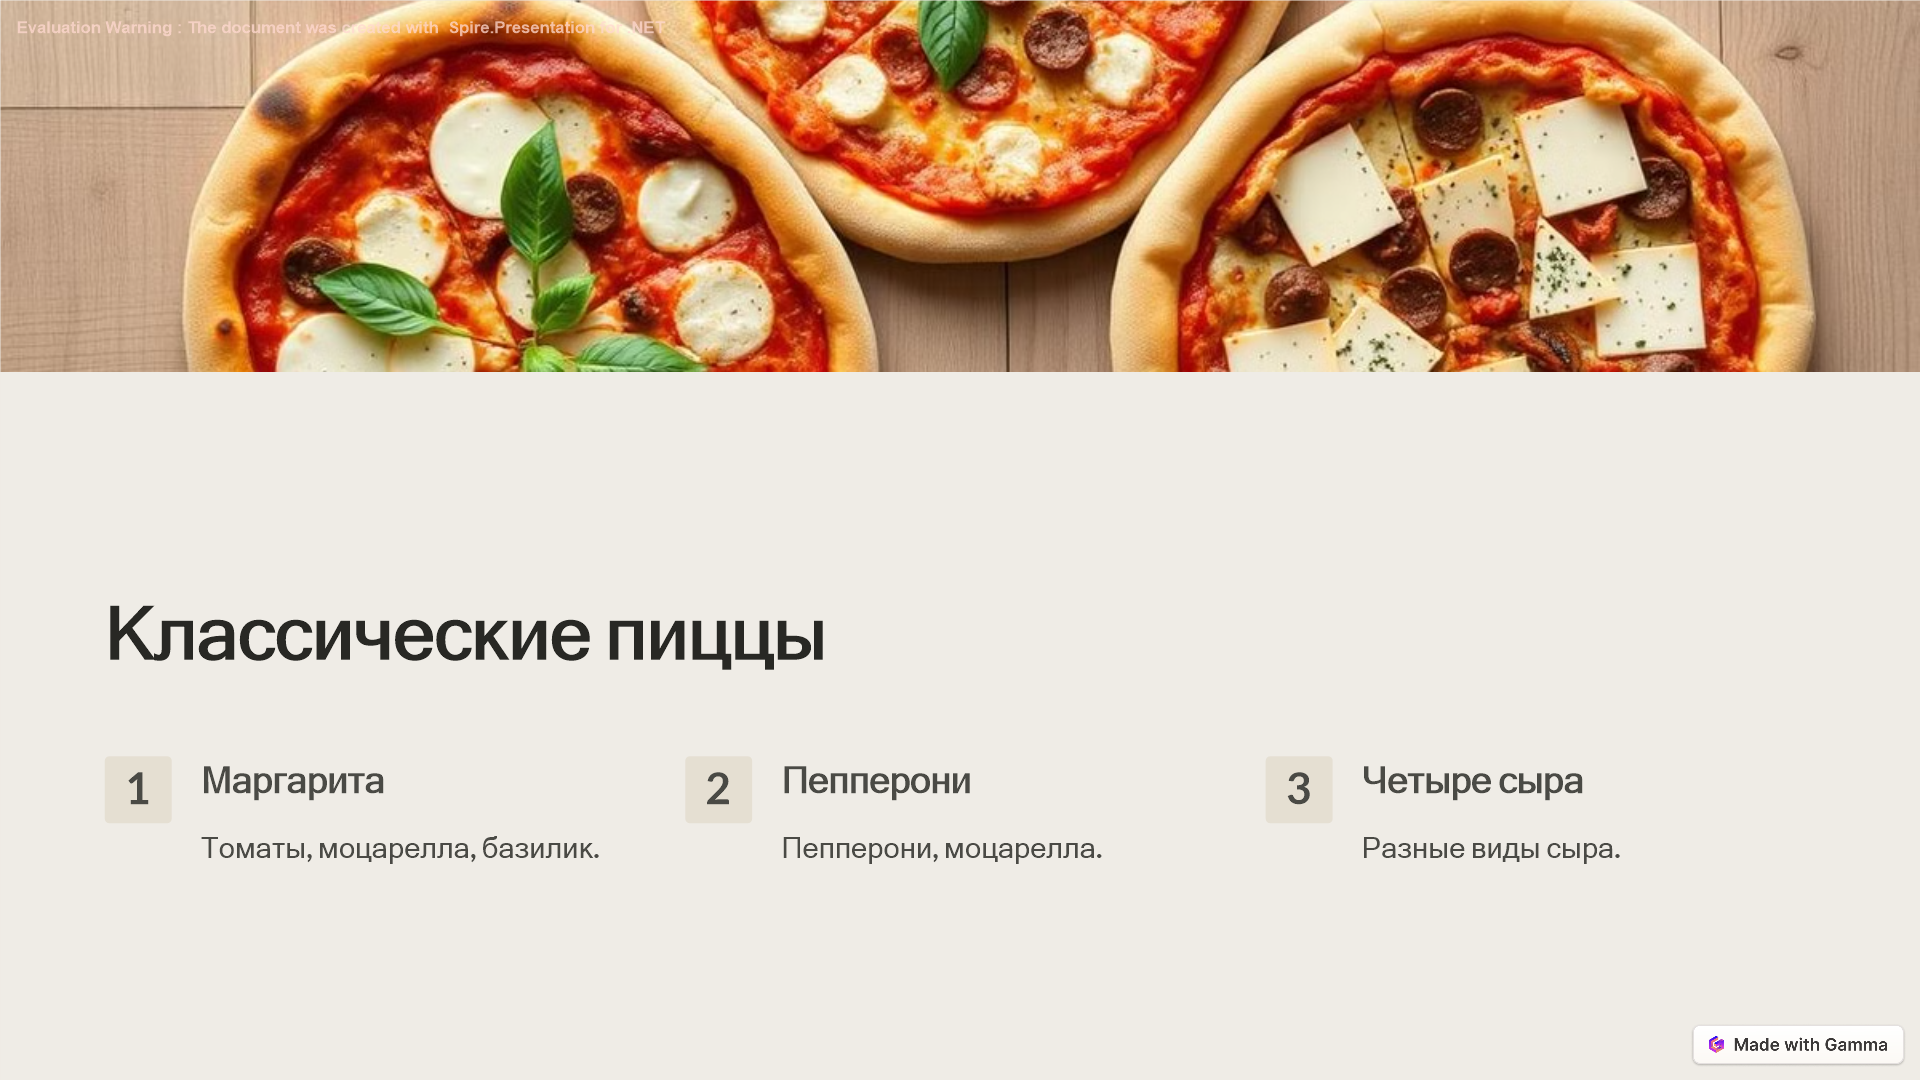 Evaluation Warning : The document was created with Spire.Presentation for .NET
Классические пиццы
1
Маргарита
Томаты, моцарелла, базилик.
2
Пепперони
Пепперони, моцарелла.
3
Четыре сыра
Разные виды сыра.
Made with Gamma